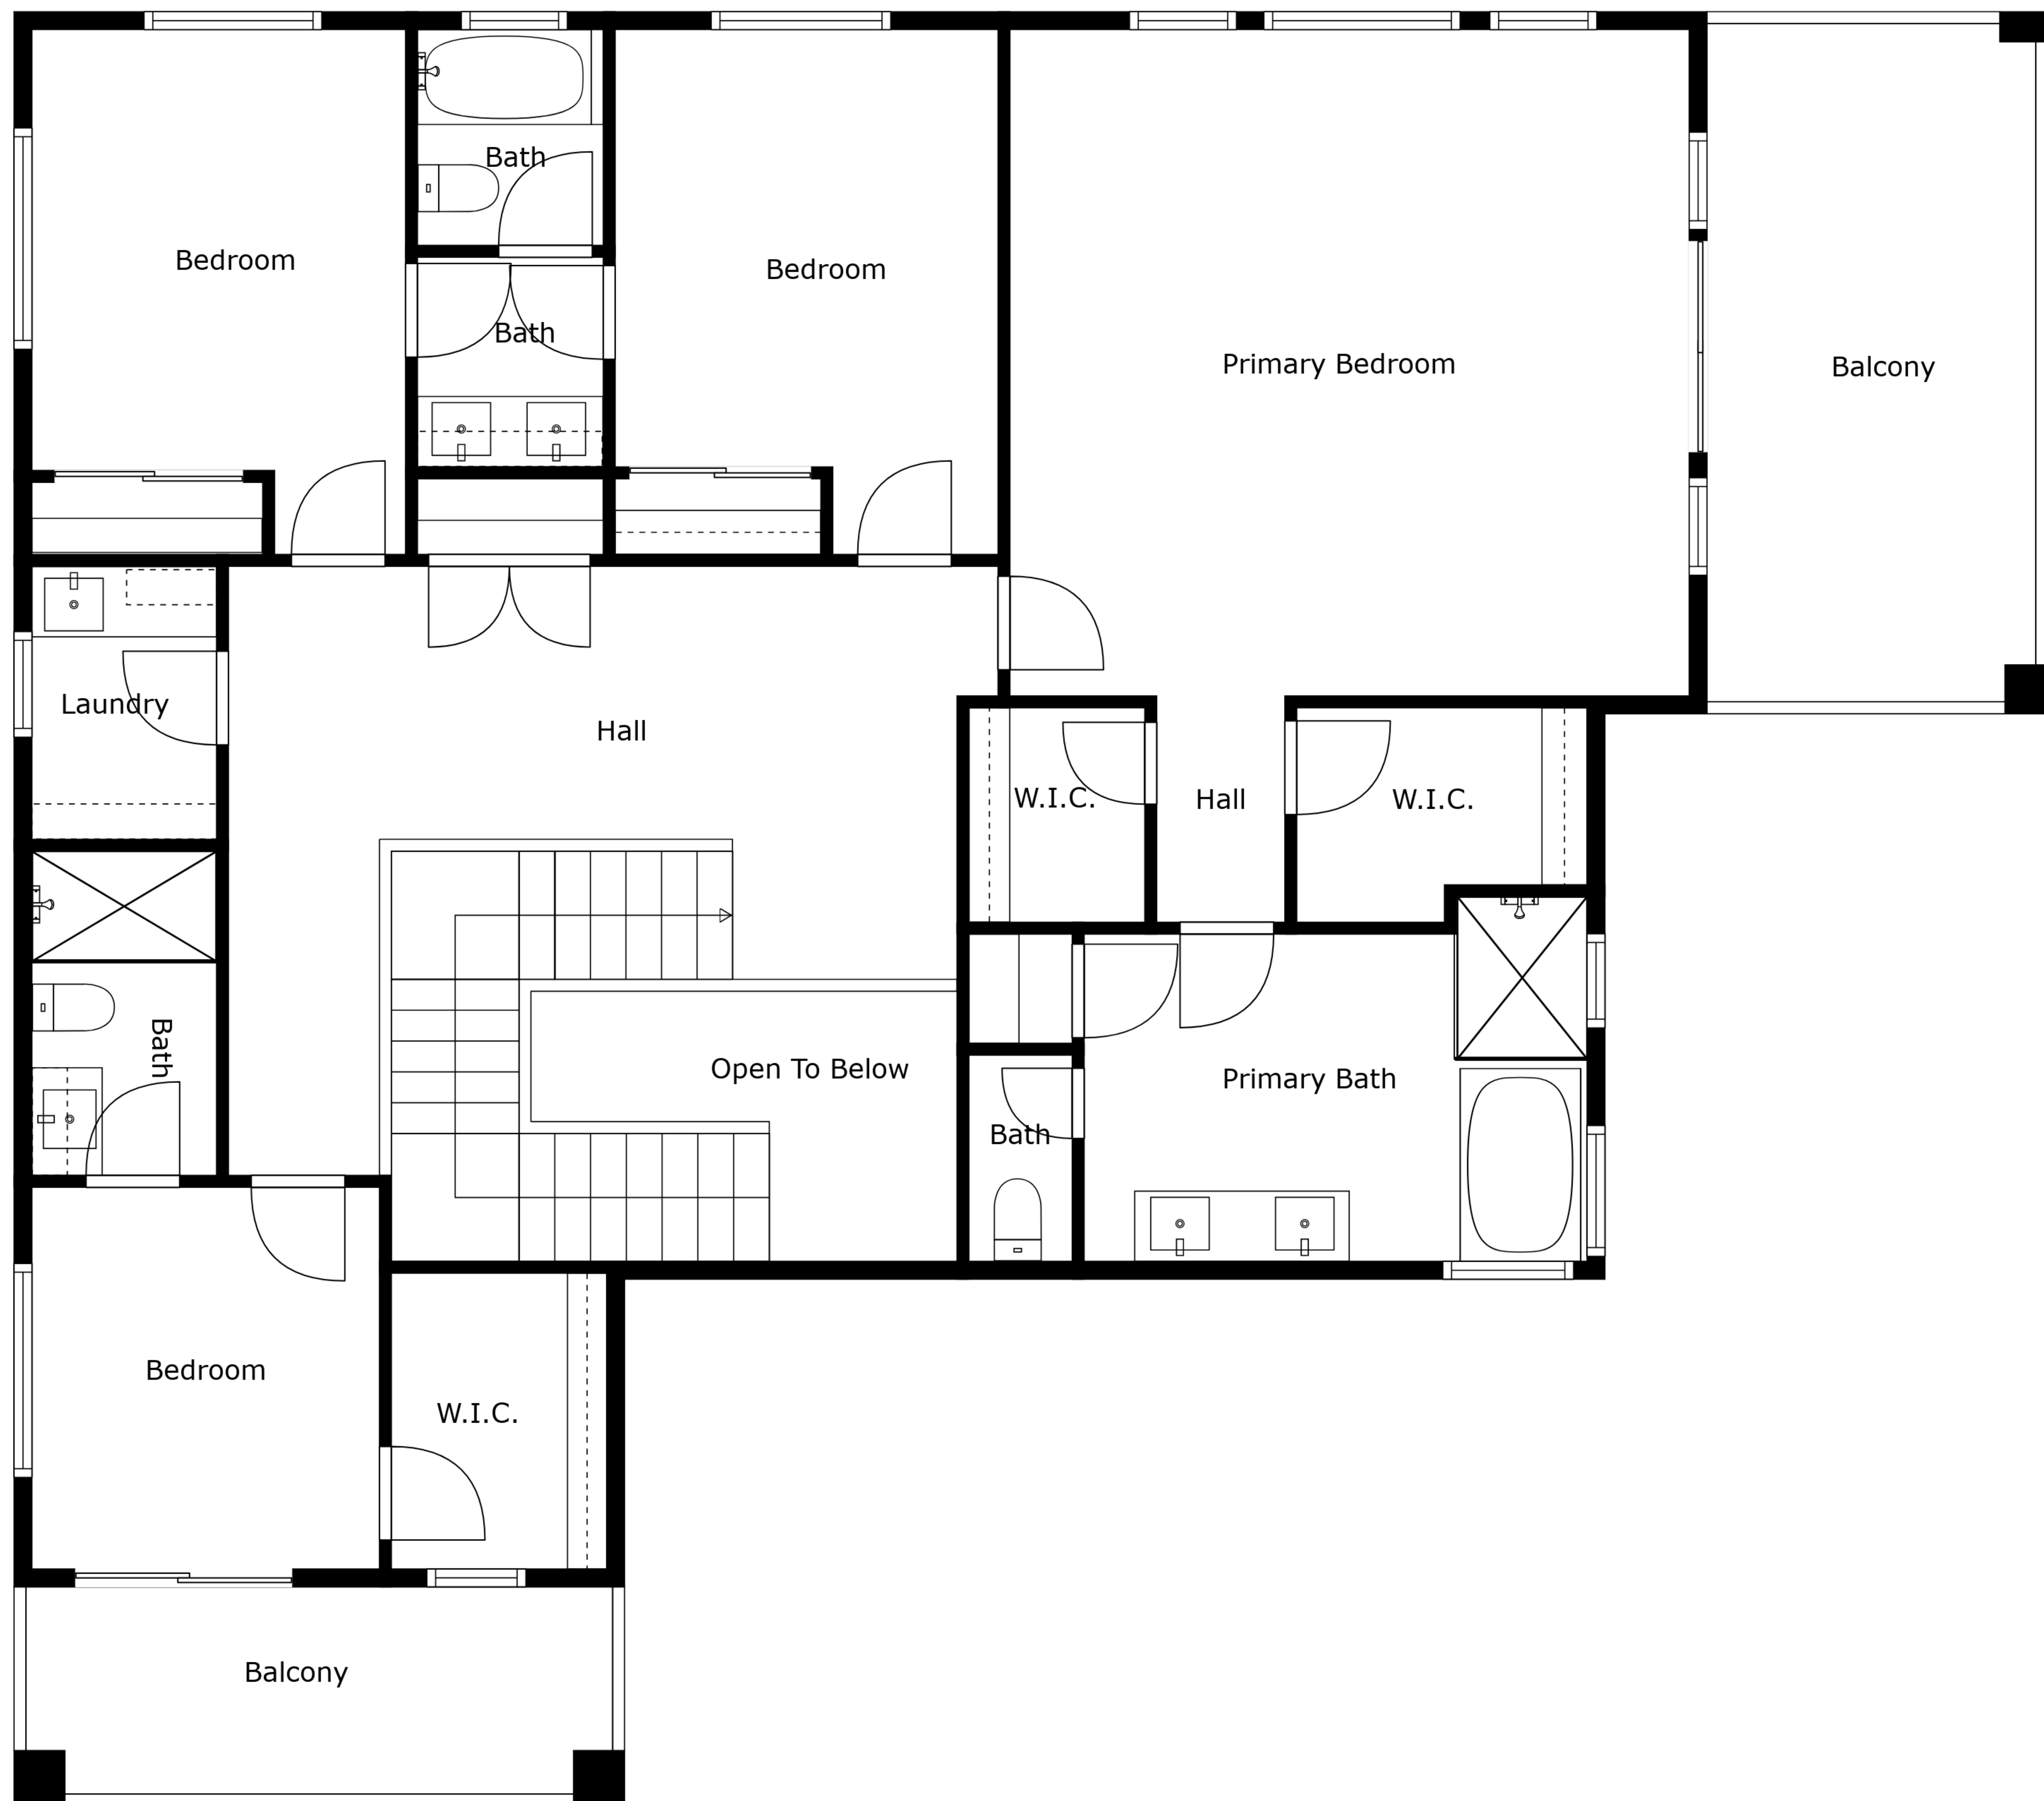 Bath
Bedroom
Bedroom
Bath
Primary Bedroom
Balcony
Laundry
Hall
W.I.C.
Hall
W.I.C.
Bath
Open To Below
Primary Bath
Bath
Bedroom
W.I.C.
Balcony